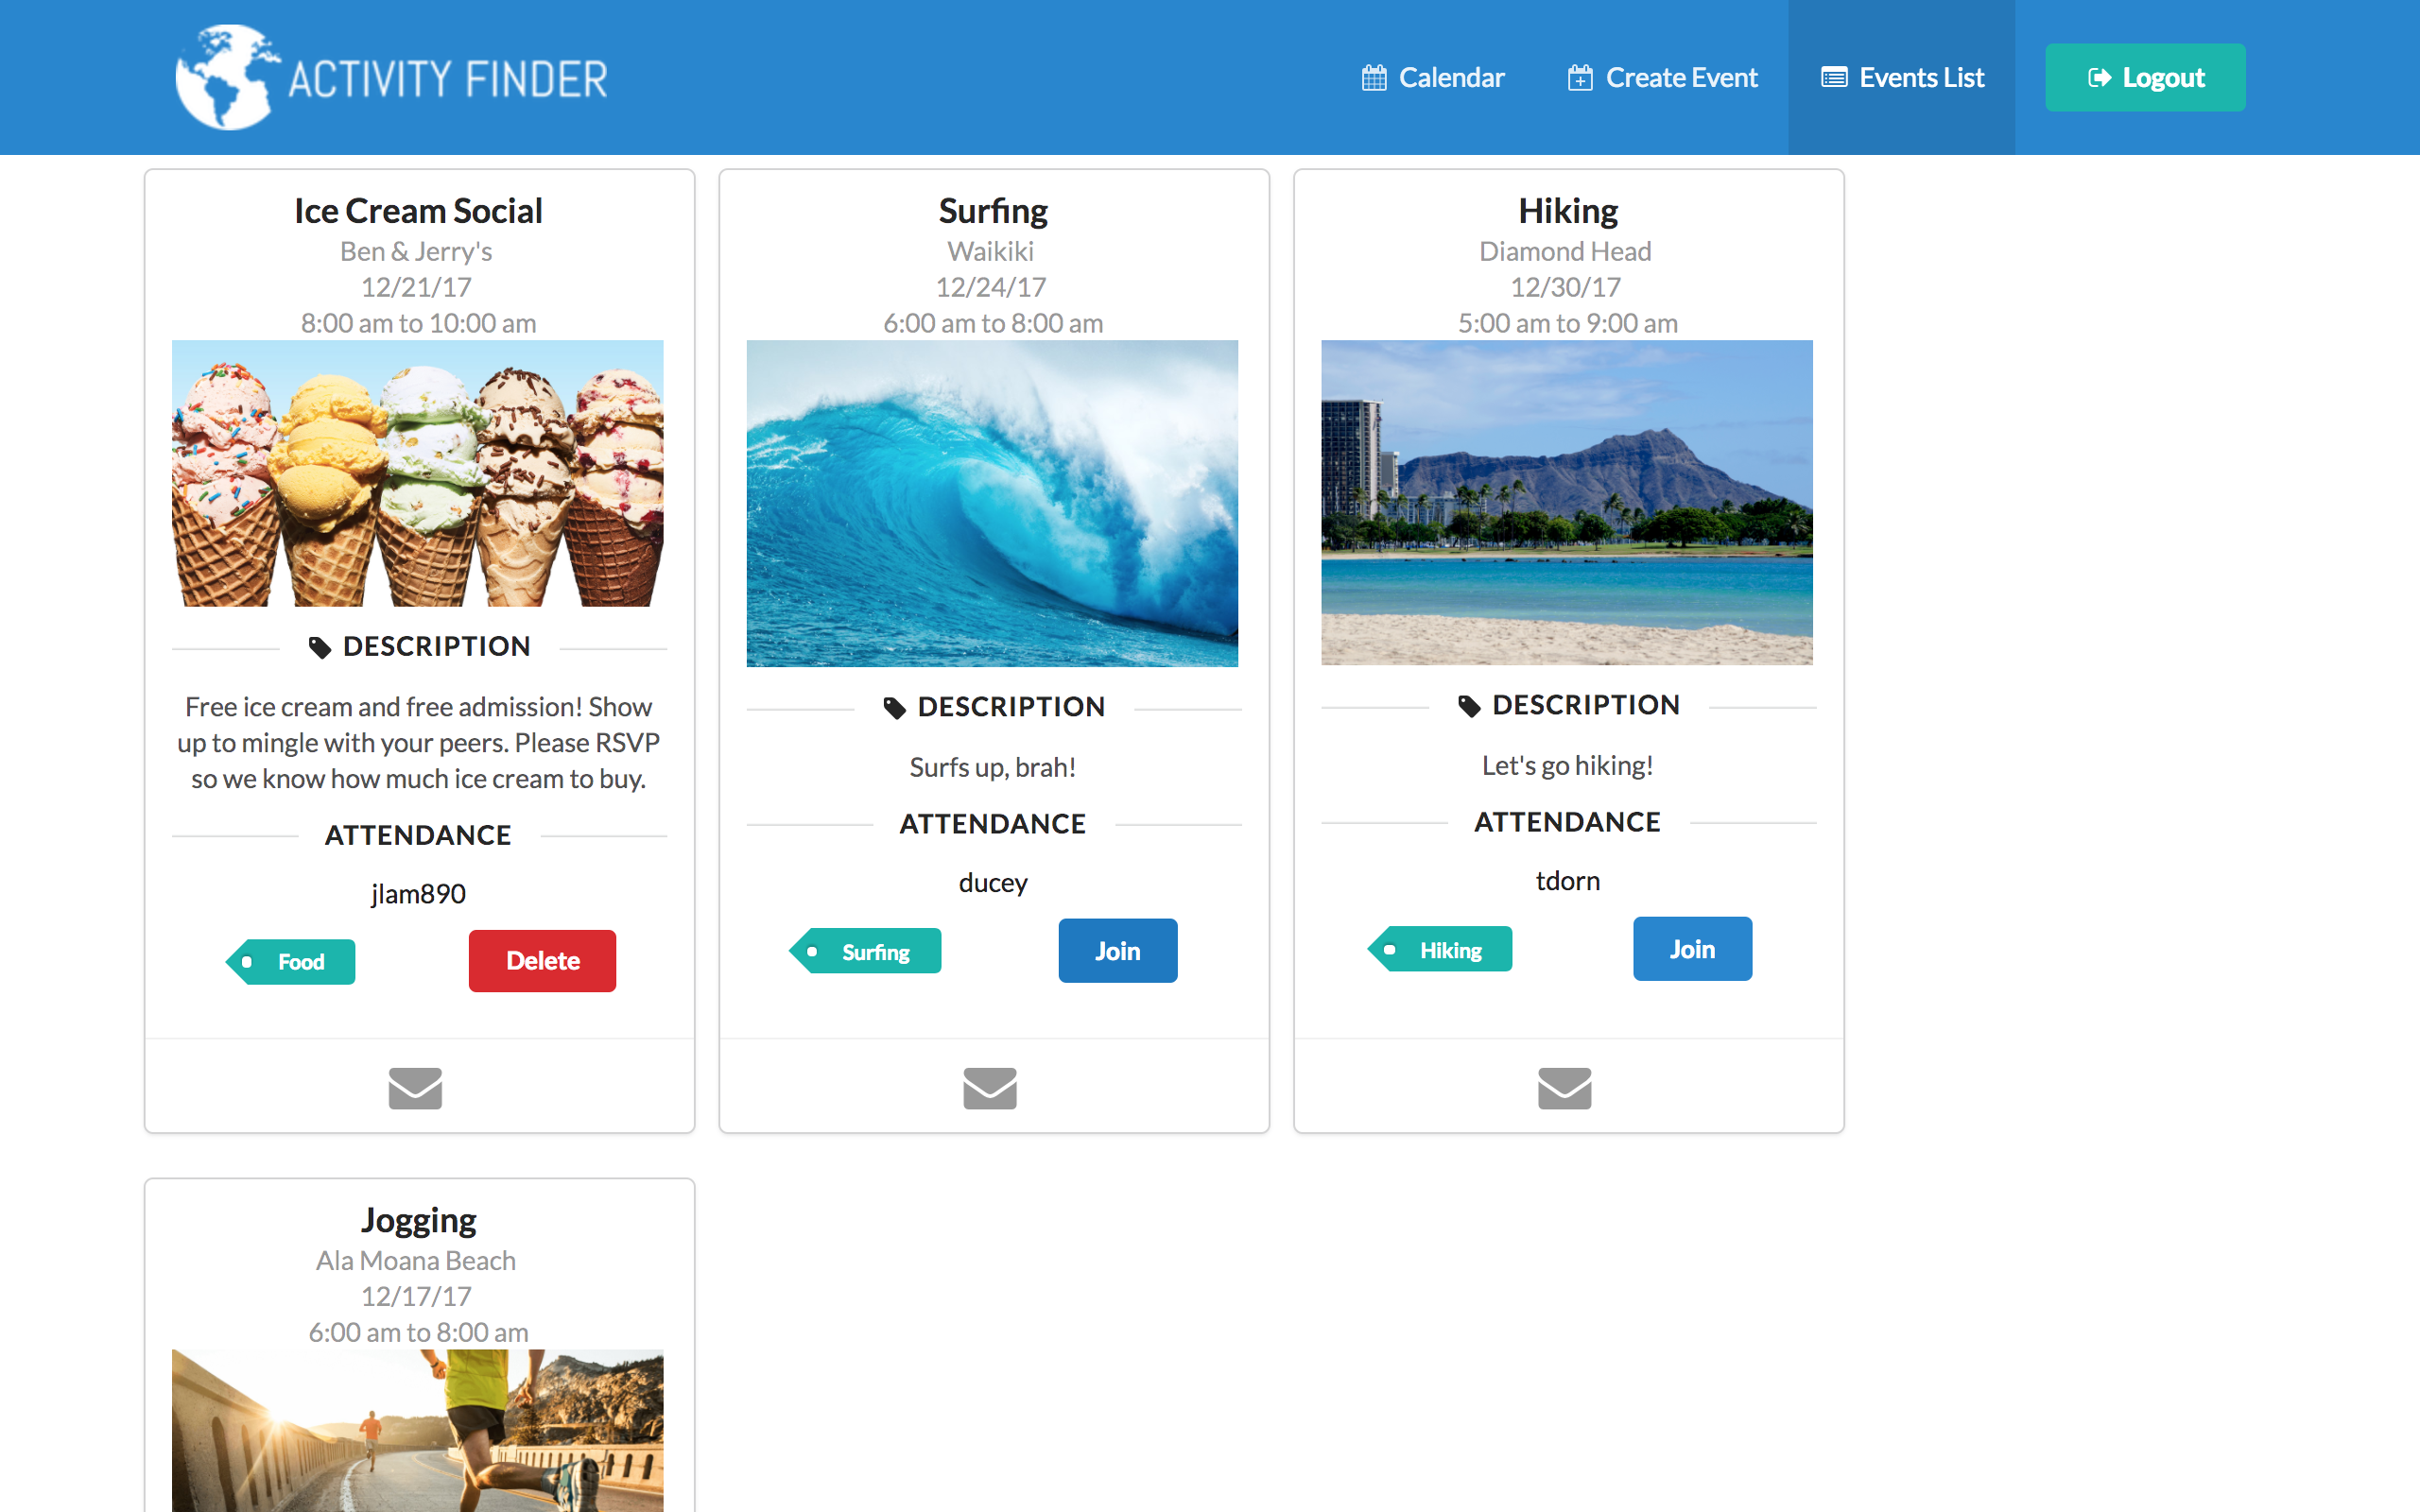 ACTIVITY FINDER
Calendar
Create Event
Events List
Logout
Ice Cream Social
Ben & Jerry's
12/21/17
8:00 am to 10:00 am
DESCRIPTION
Free ice cream and free admission! Show
up to mingle with your peers. Please RSVP
so we know how much ice cream to buy.
ATTENDANCE
jlam890
Food
Delete
Surfing
Waikiki
12/24/17
6:00 am to 8:00 am
DESCRIPTION
Surfs up, brah!
ATTENDANCE
ducey
Surfing
Join
Hiking
Diamond Head
12/30/17
5:00 am to 9:00 am
DESCRIPTION
Let's go hiking!
ATTENDANCE
tdorn
Hiking
Join
Jogging
Ala Moana Beach
12/17/17
6:00 am to 8:00 am